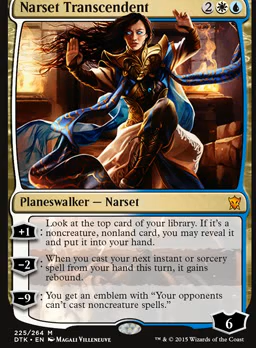 Narset Transcendent 2
Planeswalker — Narset
+1: Look at the top card of your library. If it's
a noncreature, nonland card, you may reveal it
and put it into your hand.
-2: When you cast your next instant or sorcery
spell from your hand this turn, it gains
rebound.
-9: You get an emblem with "Your opponents
can't cast noncreature spells."
6
225/264 M
DTK • EN MAGALI VILLENEUVE
™ & © 2015 Wizards of the Coast